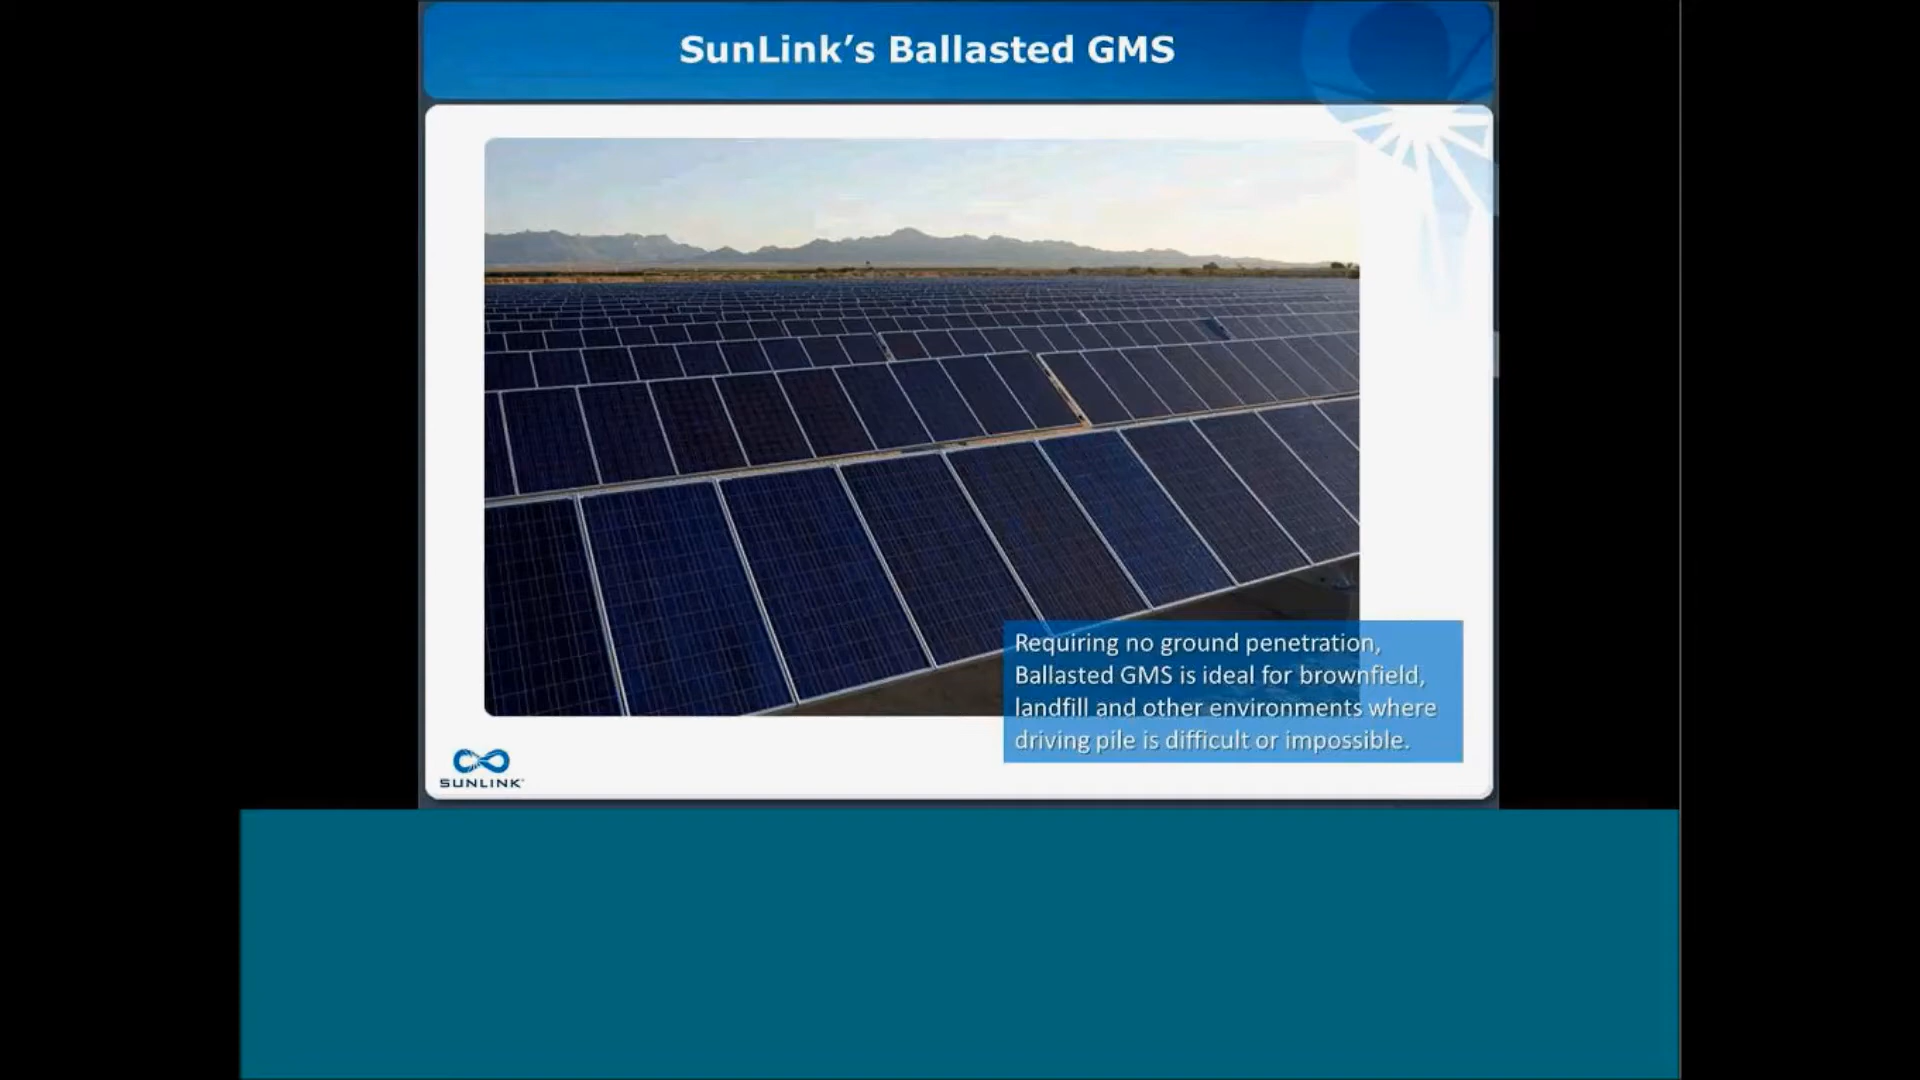 SunLink’s Ballasted GMS
Requiring no ground penetration,
Ballasted GMS is ideal for brownfield,
landfill and other environments where
driving pile is difficult or impossible.
SUNLINK